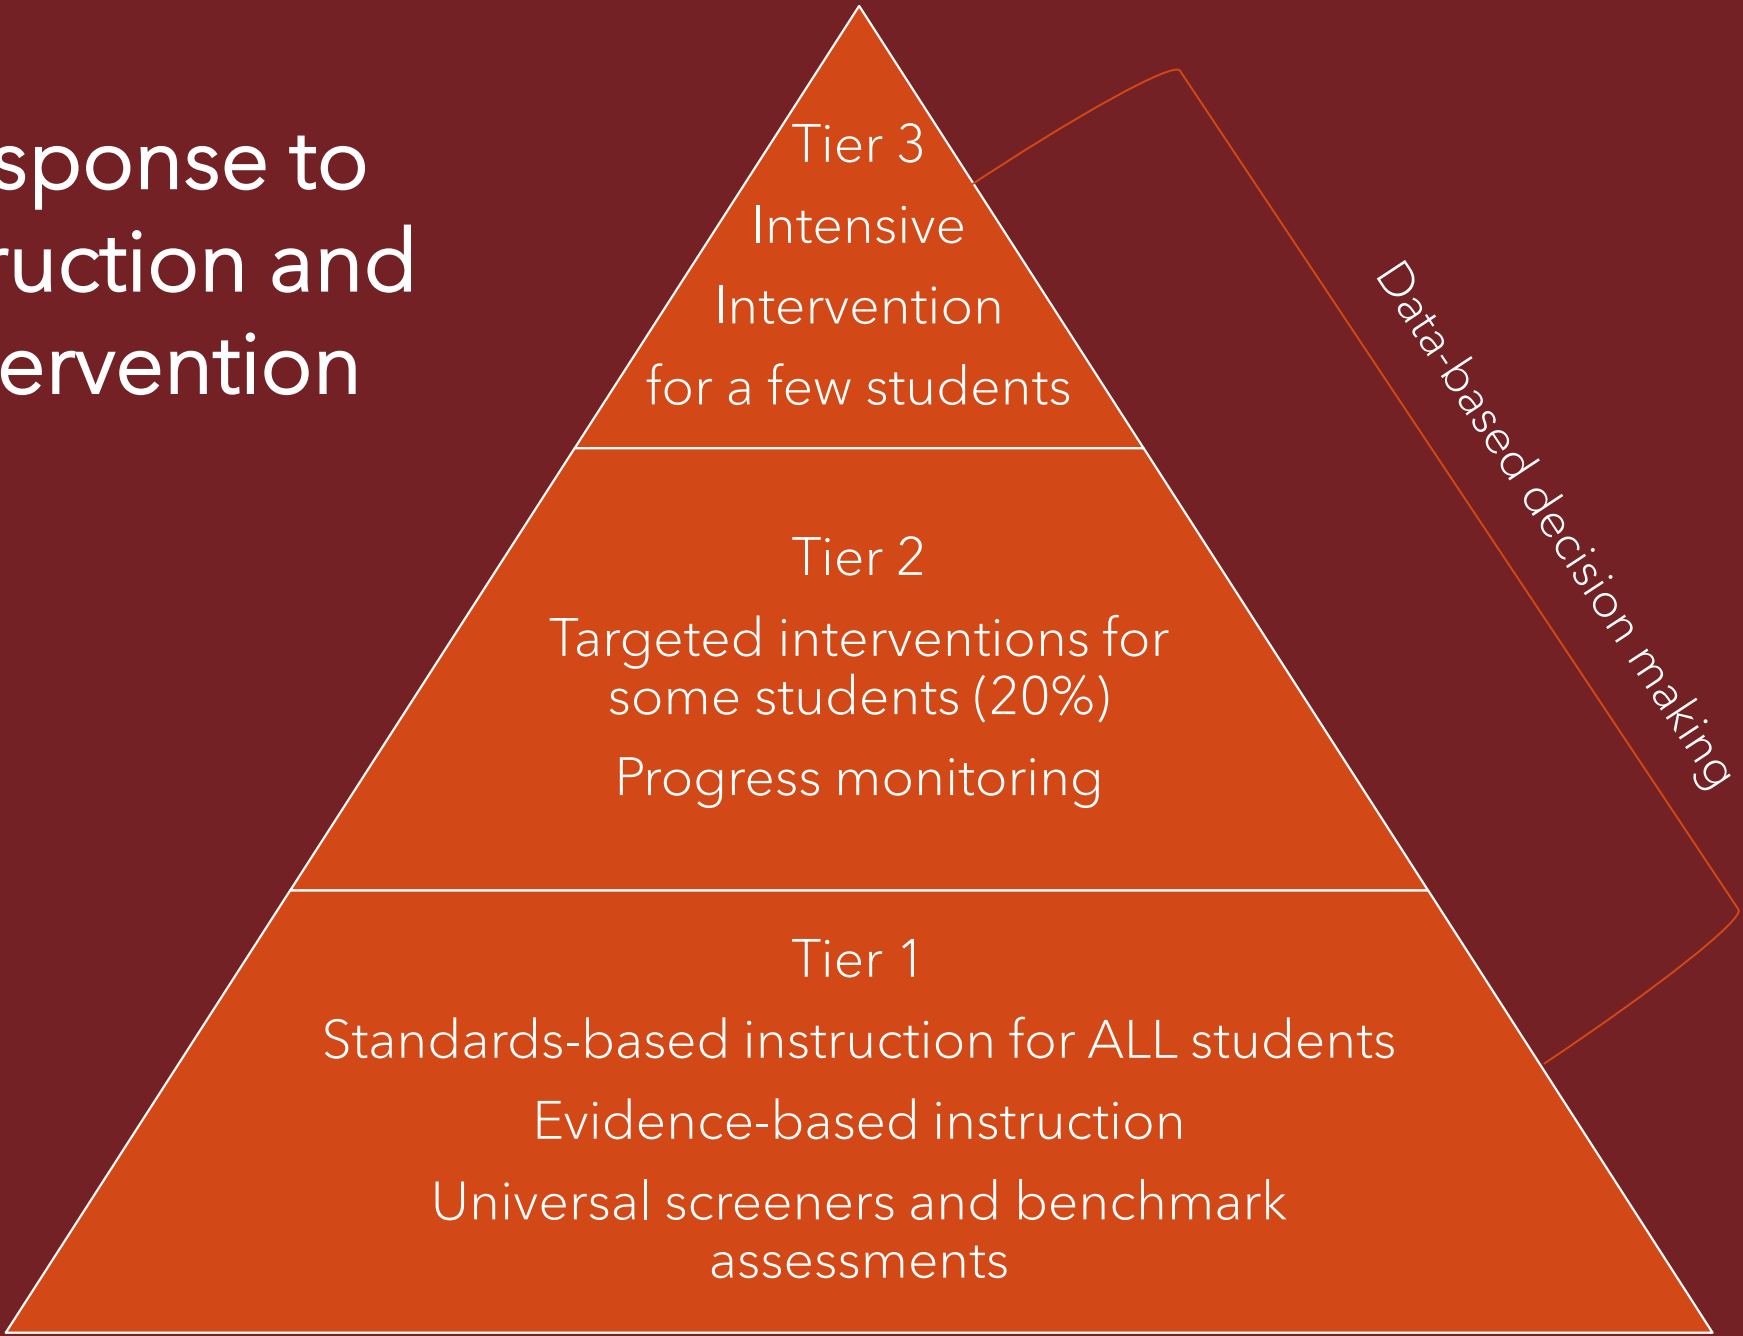 sponse to
ruction and
ervention
Tier 3
Intensive
Intervention
for a few students
Tier 2
Targeted interventions for
some students (20%)
Progress monitoring
Tier 1
Standards-based instruction for ALL students
Evidence-based instruction
Universal screeners and benchmark
assessments
Data-based decision making